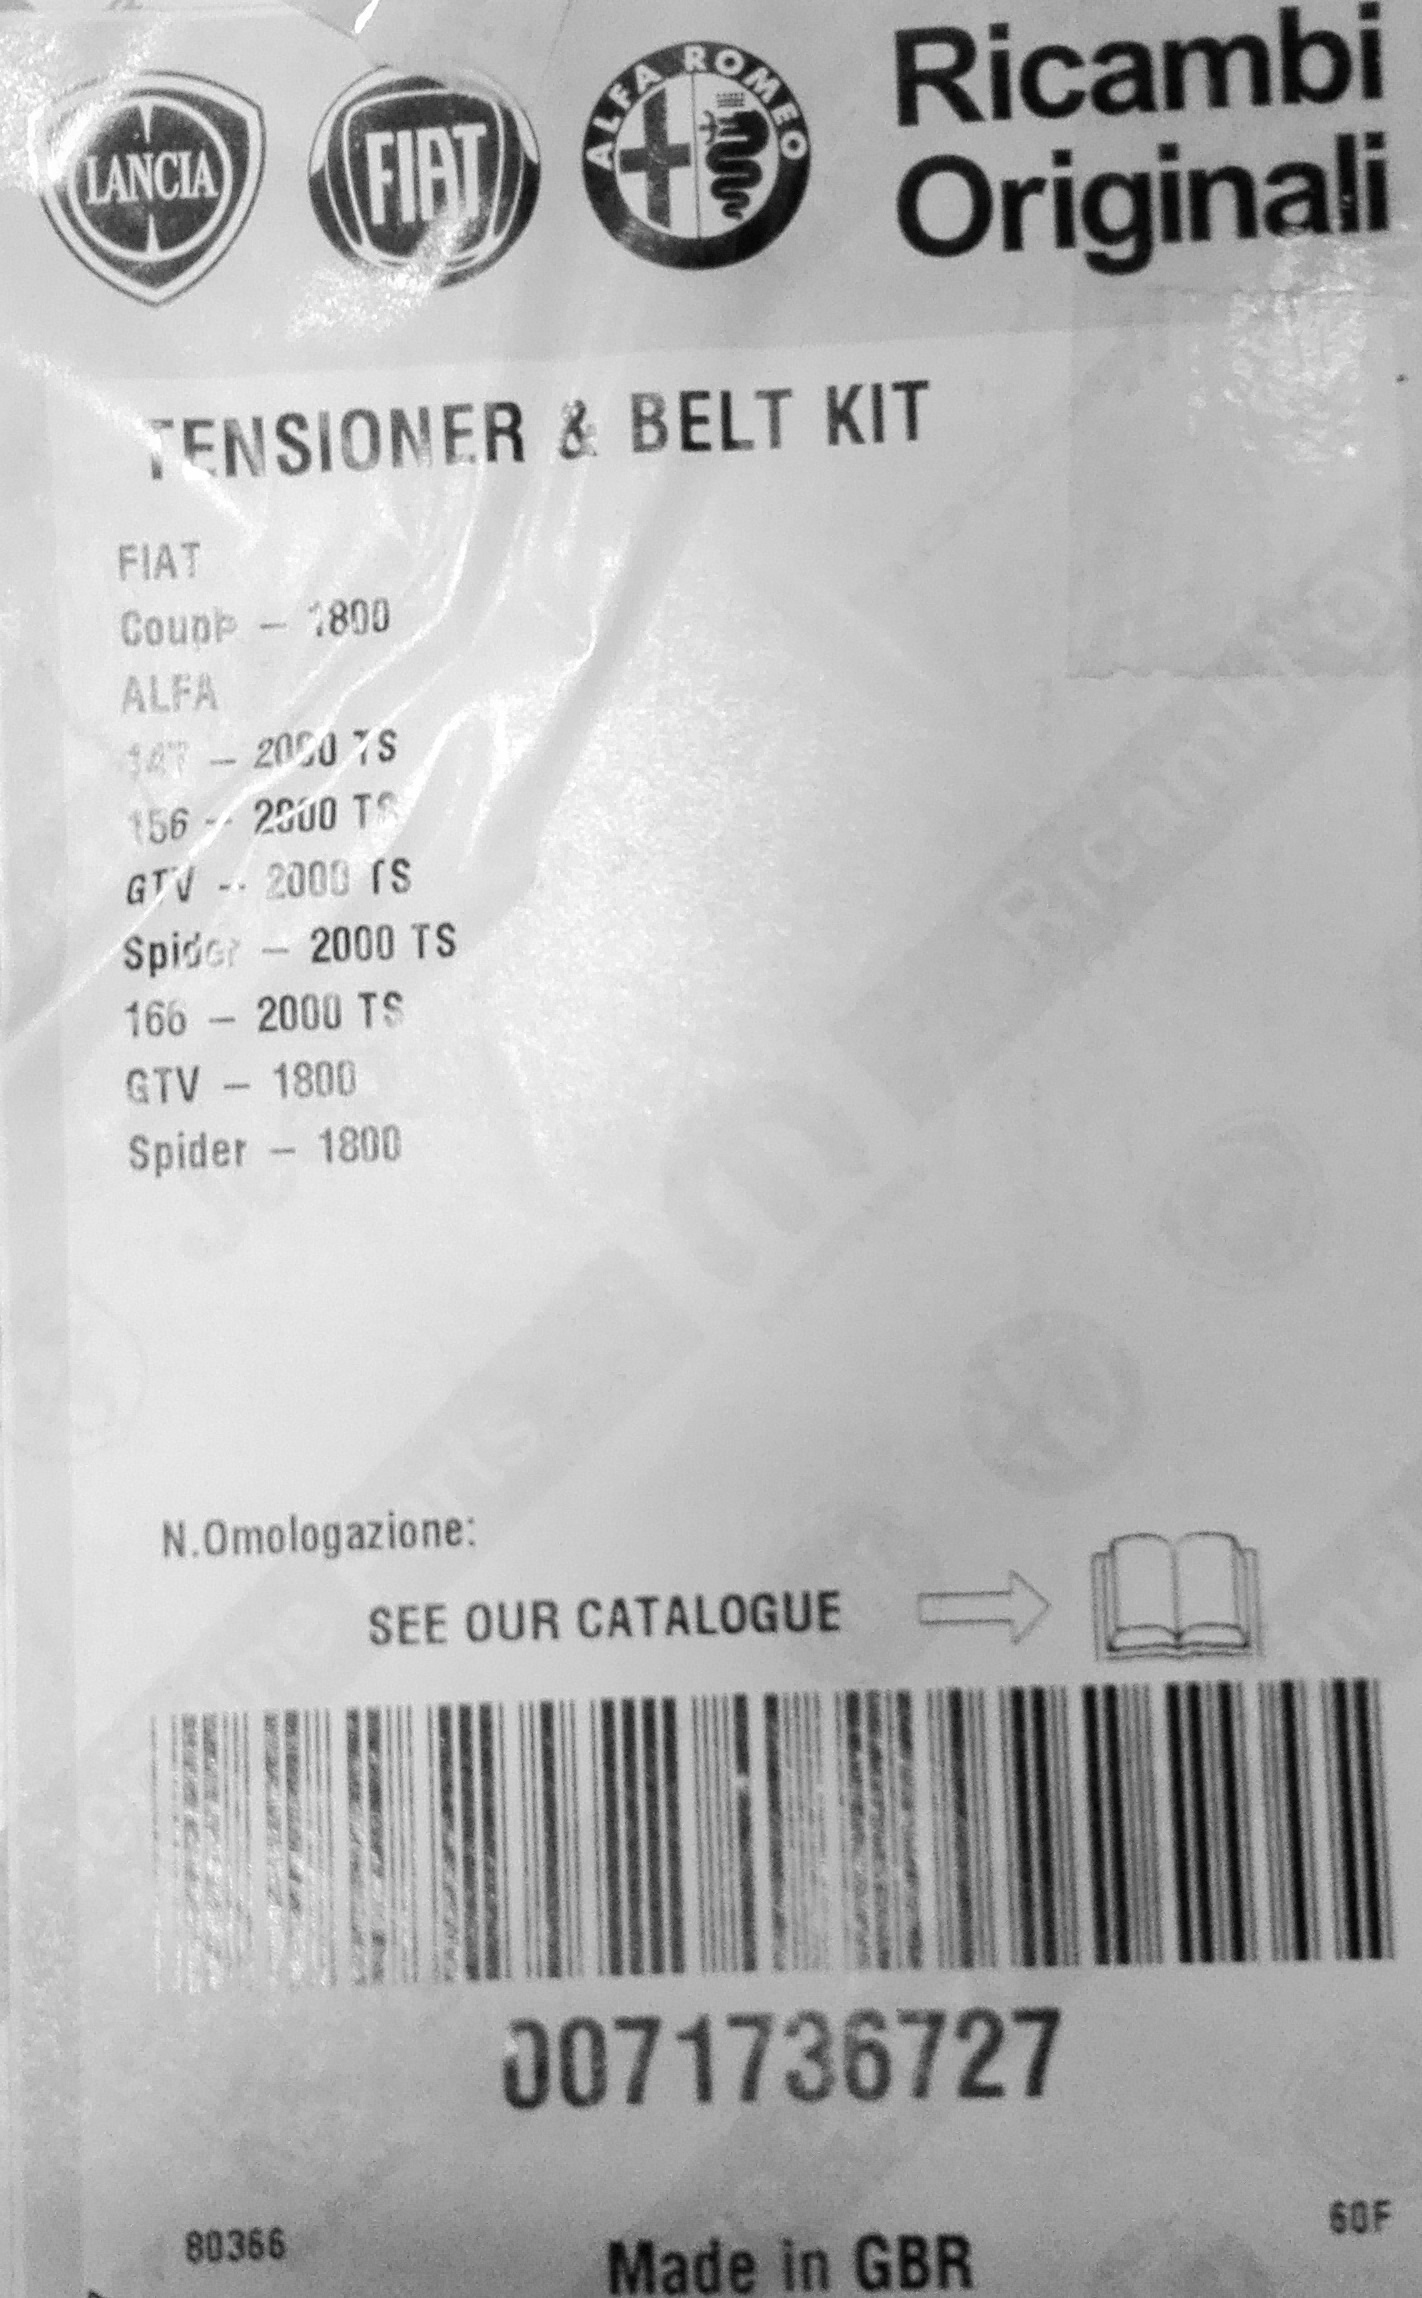 LANCIA
FIAT
ALFA ROMEO
Ricambi
Originali
TENSIONER & BELT KIT
FIAT
Coupe – 1800
ALFA
147 – 2000 TS
156 – 2000 TS
GTV – 2000 TS
Spider – 2000 TS
166 – 2000 TS
GTV – 1800
Spider – 1800
N.Omologazione:
SEE OUR CATALOGUE
0071736727
80366
60F
Made in GBR